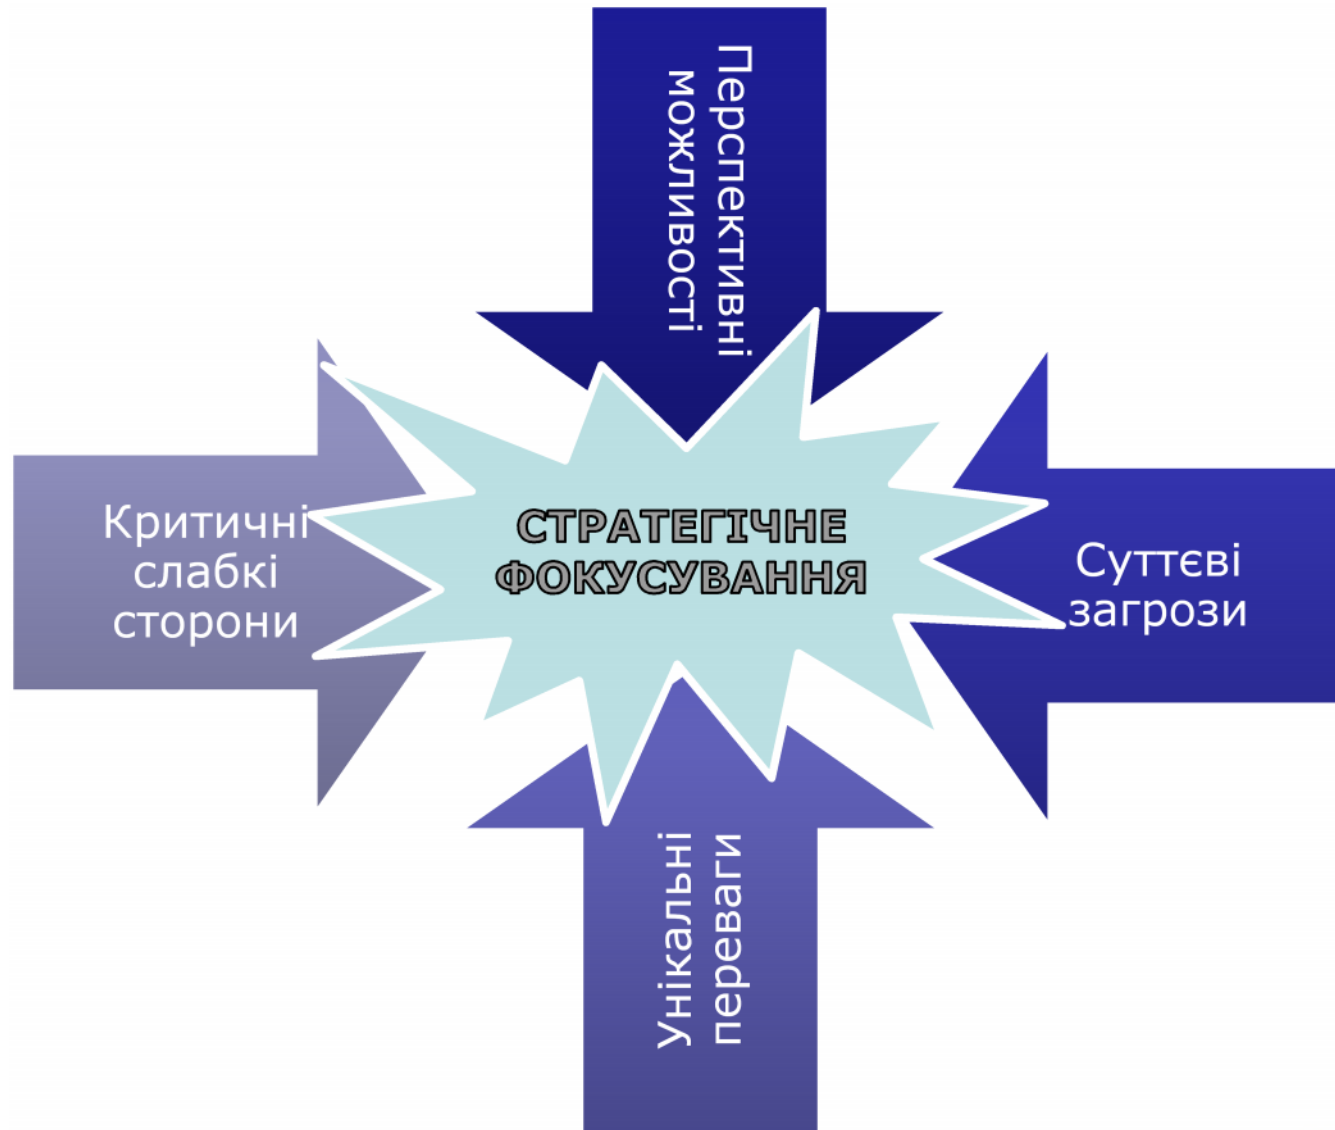 Перспективні
можливості
Критичні
слабкі
сторони
СТРАТЕГІЧНЕ
ФОКУСУВАННЯ
Суттєві
загрози
Унікальні
переваги